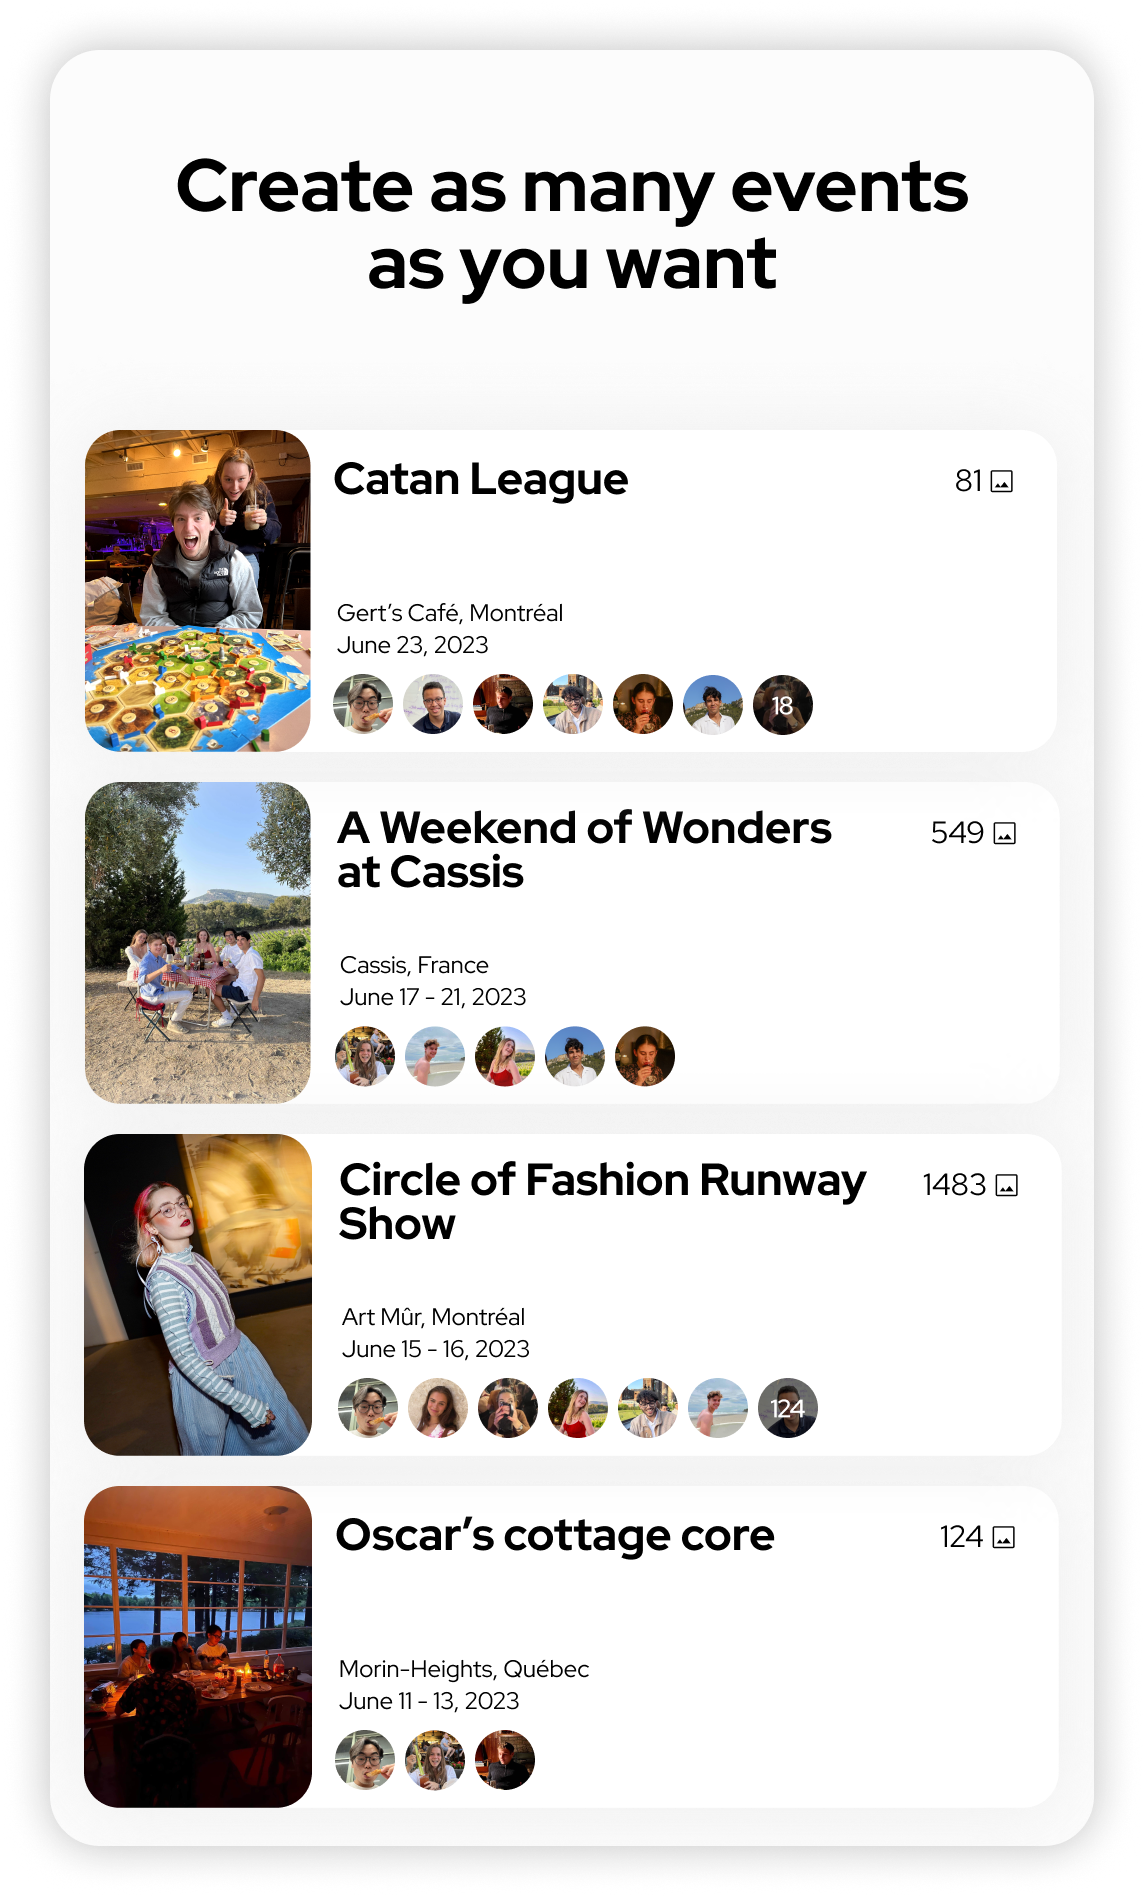 Create as many events
as you want
Catan League
81
Gert’s Café, Montréal
June 23, 2023
18
A Weekend of Wonders
at Cassis
549
Cassis, France
June 17 - 21, 2023
Circle of Fashion Runway
Show
1483
Art Mûr, Montréal
June 15 - 16, 2023
124
Oscar’s cottage core
124
Morin-Heights, Québec
June 11 - 13, 2023